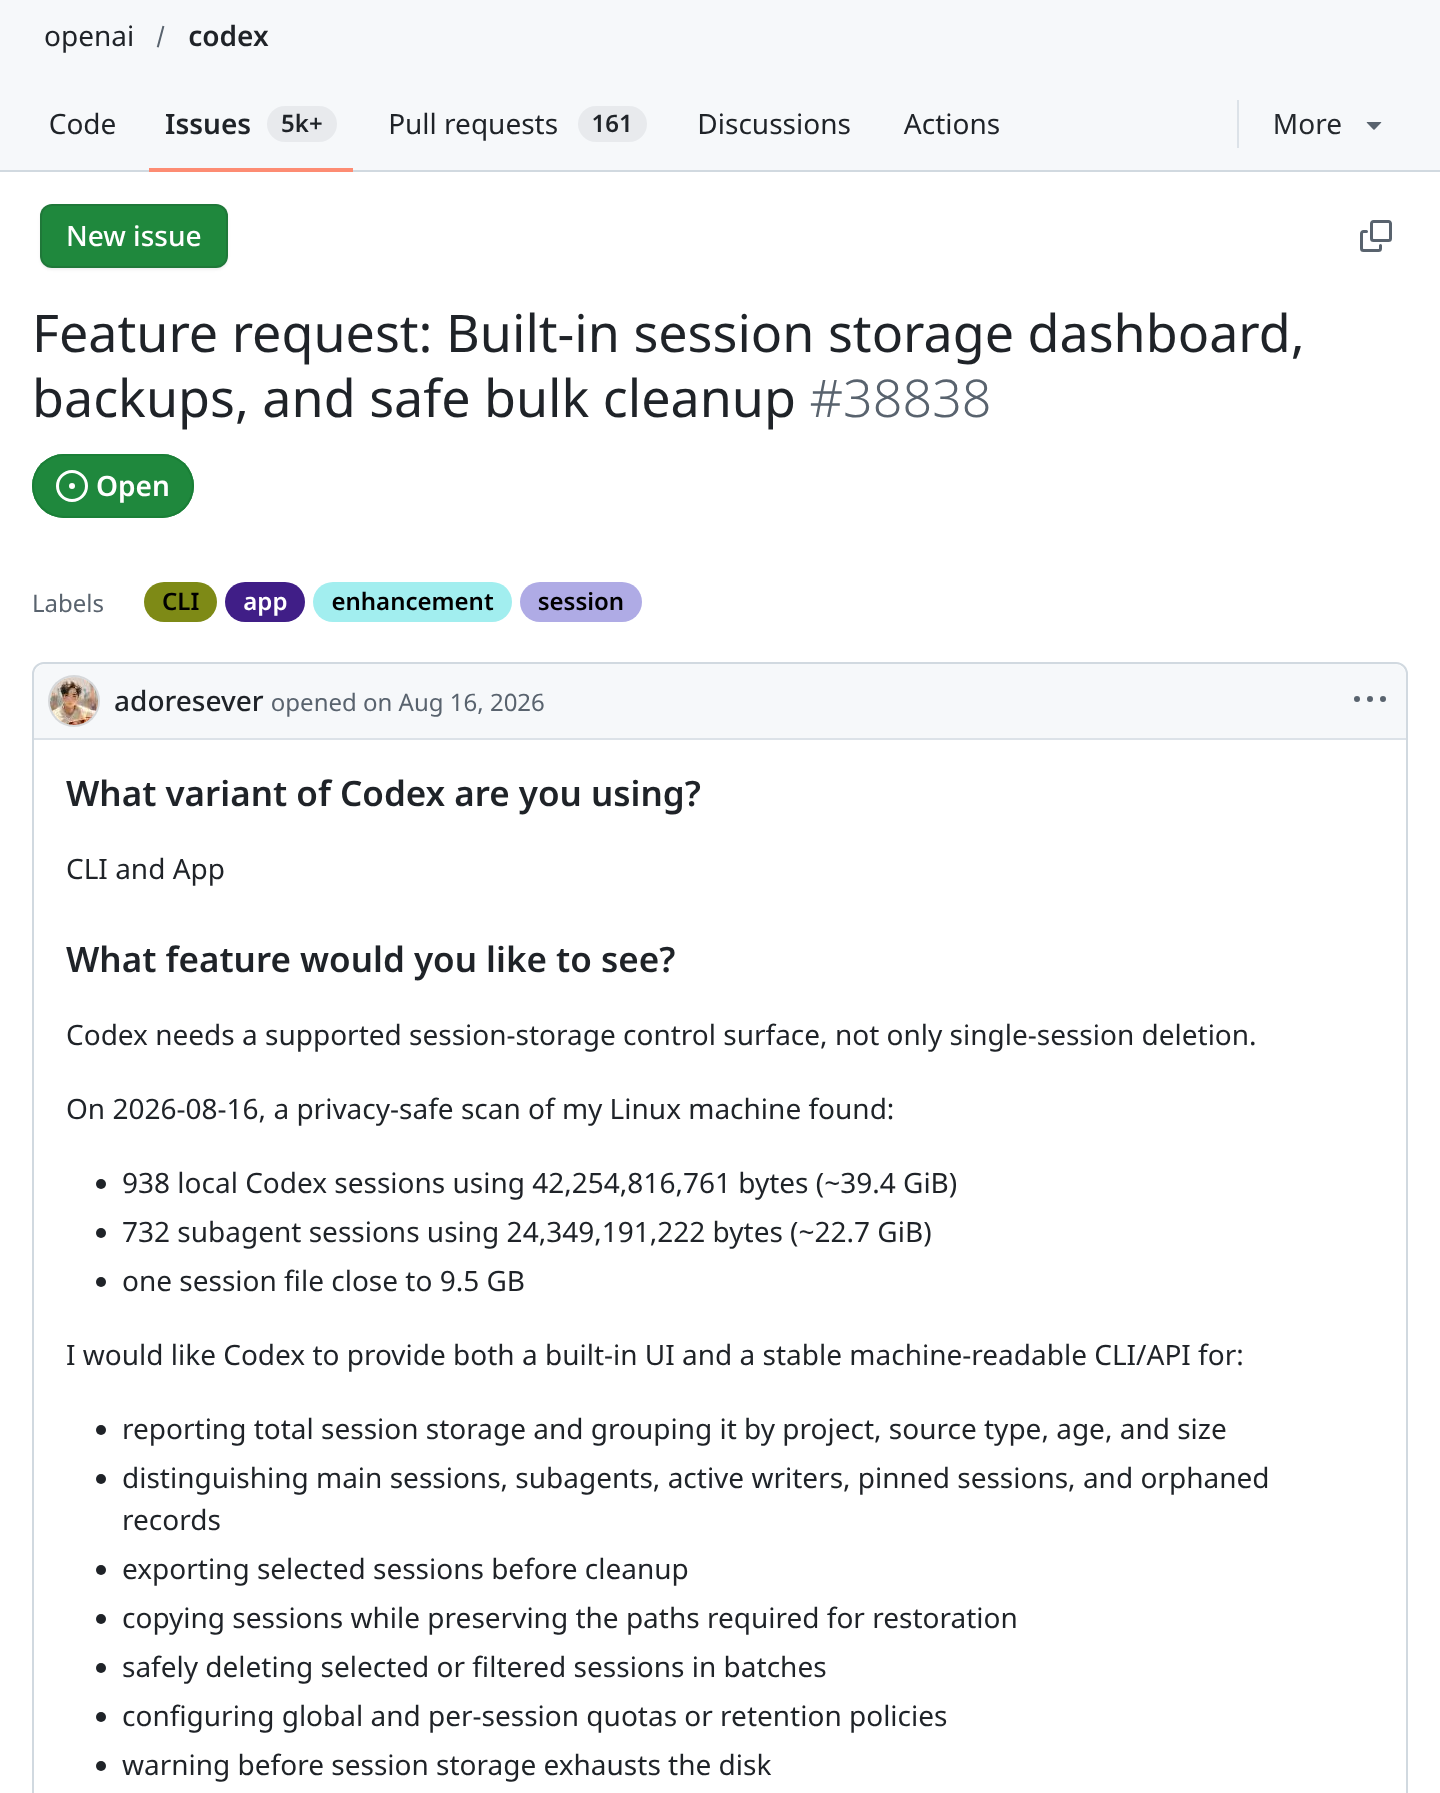 openai / codex
Code Issues 5k+ Pull requests 161 Discussions Actions More
New issue
Feature request: Built-in session storage dashboard,
backups, and safe bulk cleanup #38838
Open
Labels CLI app enhancement session
adoresever opened on Aug 16, 2026
What variant of Codex are you using?
CLI and App
What feature would you like to see?
Codex needs a supported session-storage control surface, not only single-session deletion.
On 2026-08-16, a privacy-safe scan of my Linux machine found:
• 938 local Codex sessions using 42,254,816,761 bytes (~39.4 GiB)
• 732 subagent sessions using 24,349,191,222 bytes (~22.7 GiB)
• one session file close to 9.5 GB
I would like Codex to provide both a built-in UI and a stable machine-readable CLI/API for:
• reporting total session storage and grouping it by project, source type, age, and size
• distinguishing main sessions, subagents, active writers, pinned sessions, and orphaned
records
• exporting selected sessions before cleanup
• copying sessions while preserving the paths required for restoration
• safely deleting selected or filtered sessions in batches
• configuring global and per-session quotas or retention policies
• warning before session storage exhausts the disk